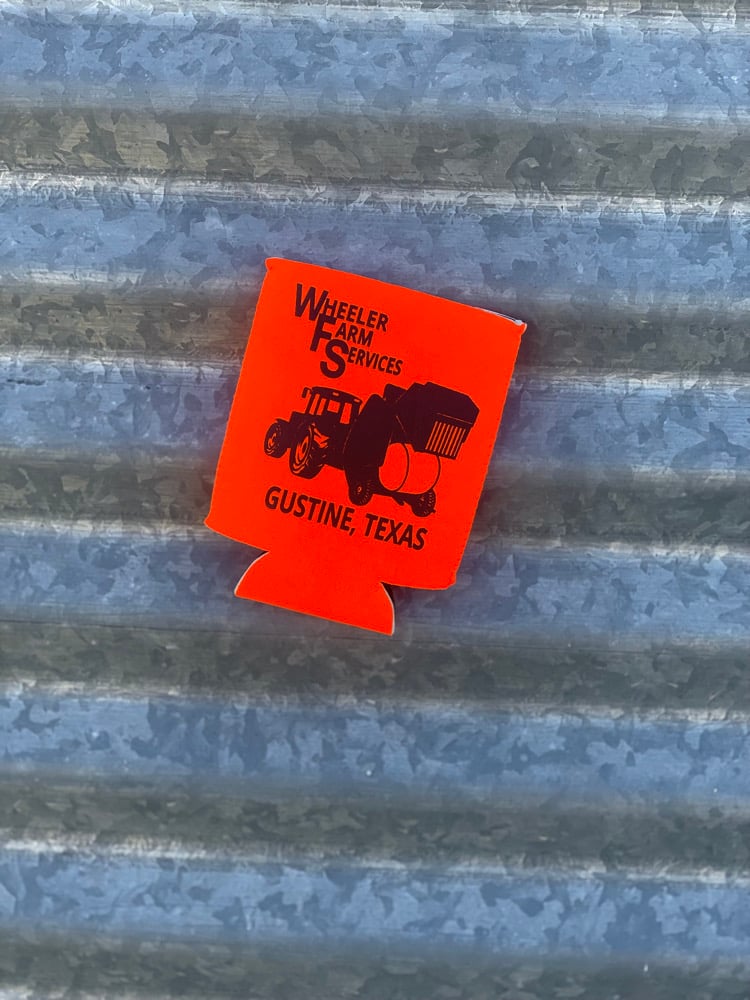 WHEELER
FARM
SERVICES
GUSTINE, TEXAS